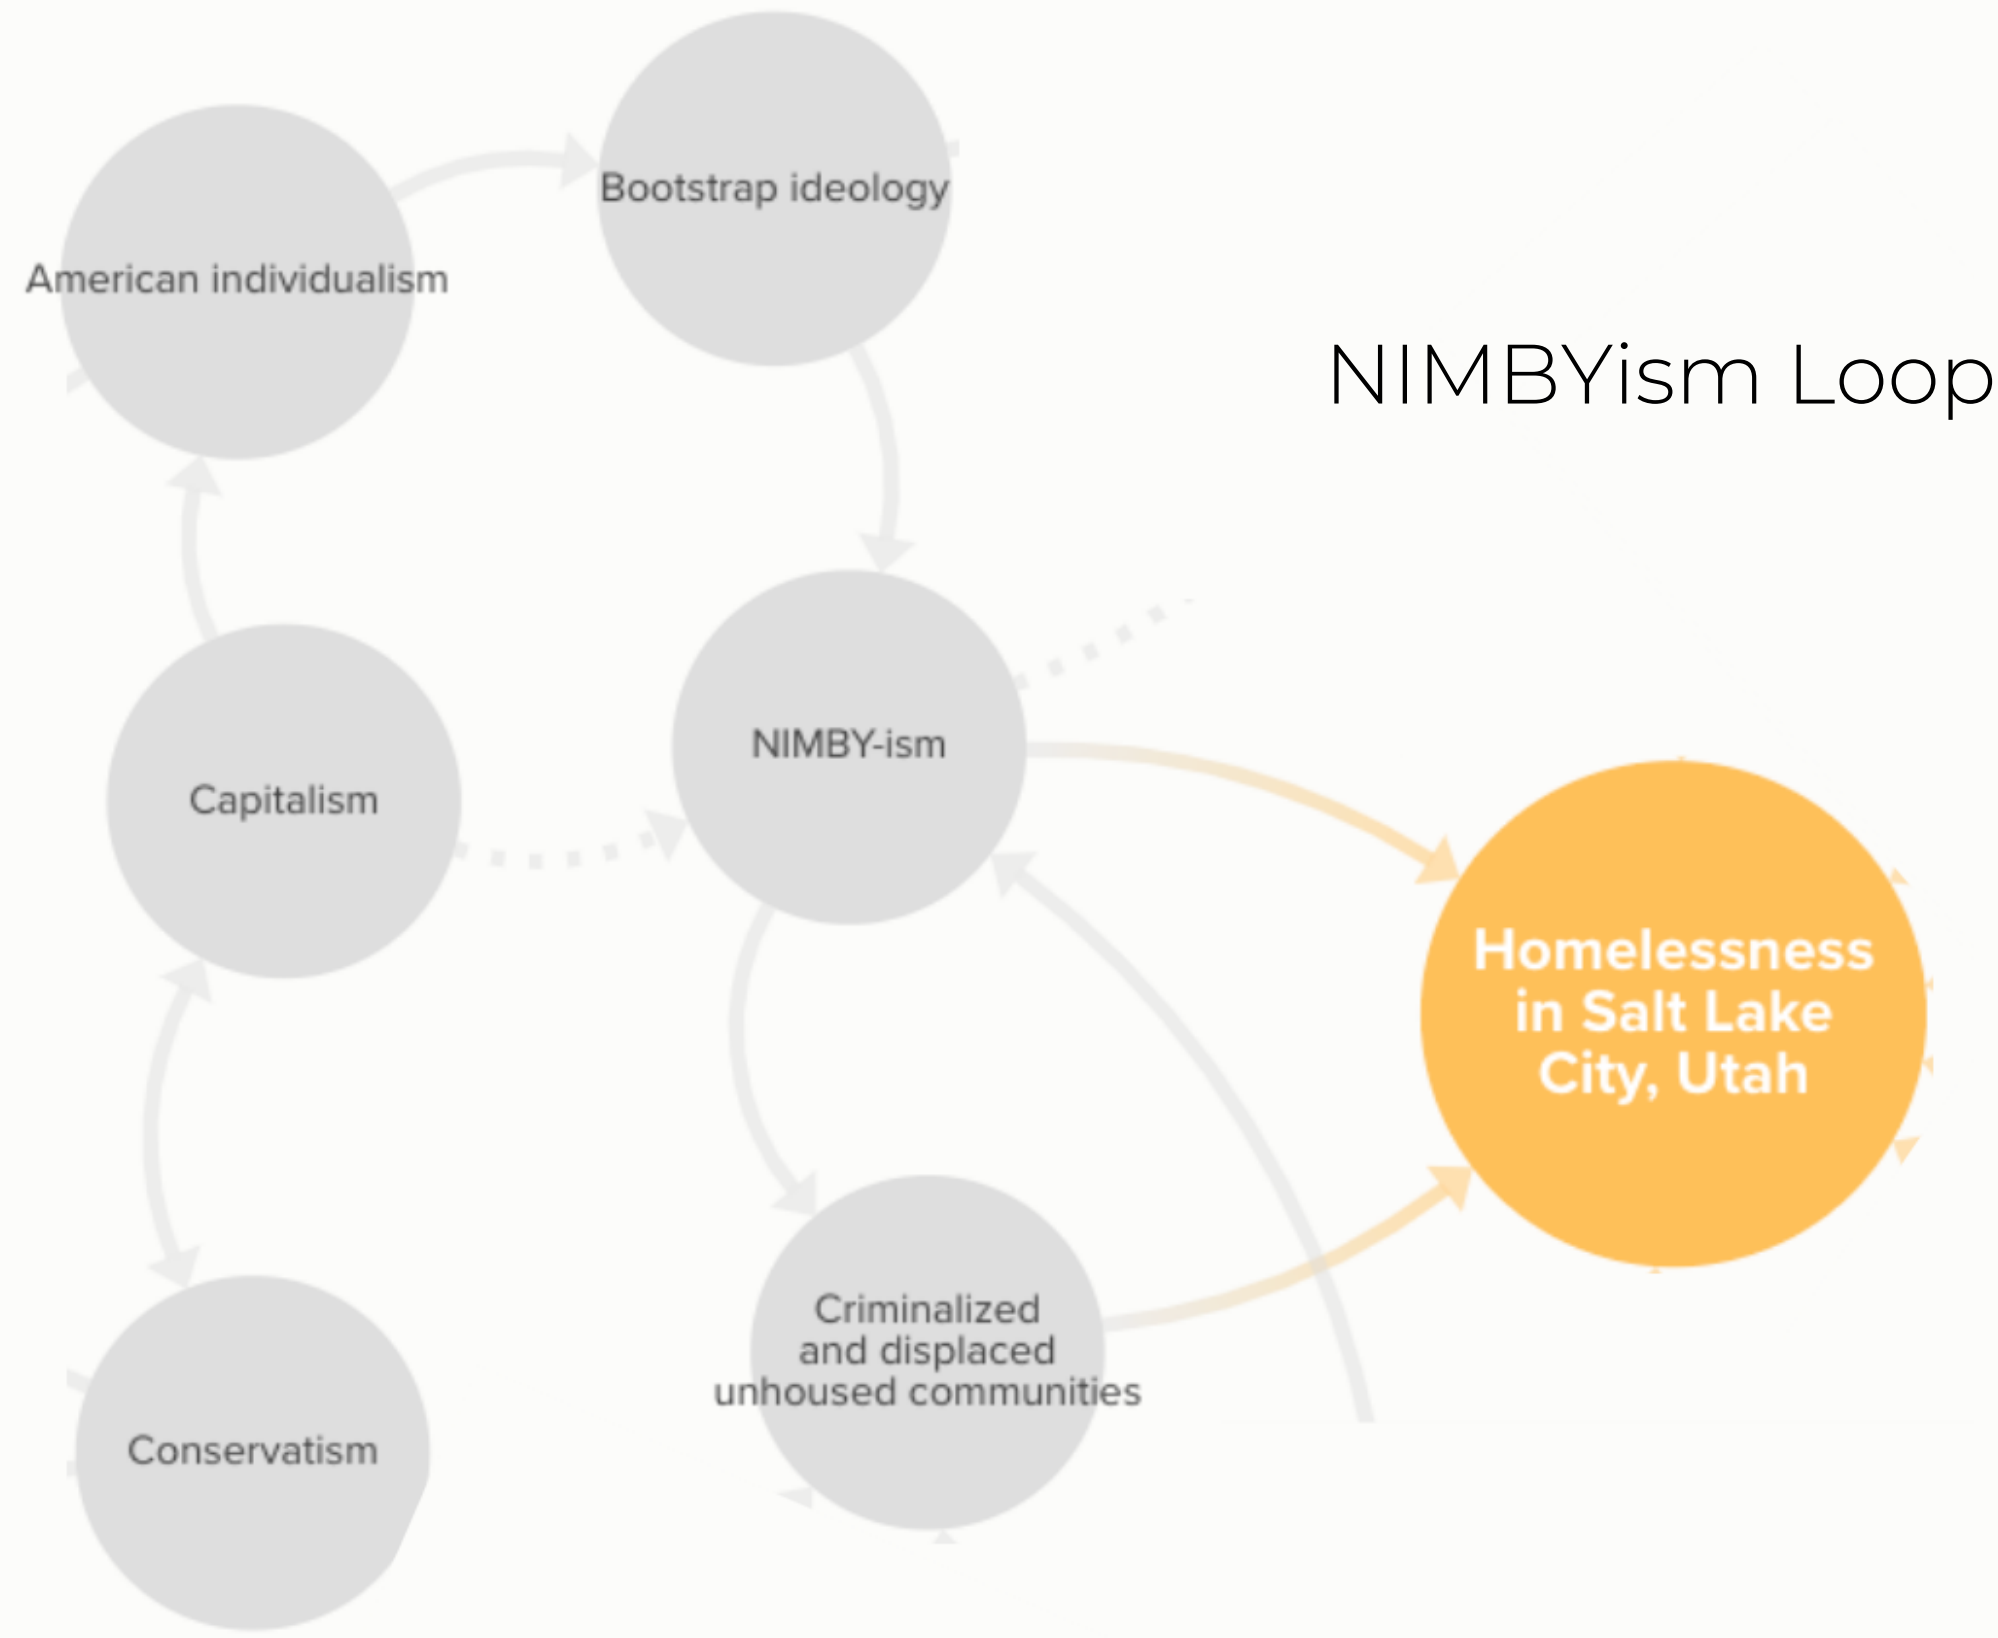 Bootstrap ideology
American individualism
NIMBYism Loop
NIMBY-ism
Capitalism
Homelessness
in Salt Lake
City, Utah
Criminalized
and displaced
unhoused communities
Conservatism